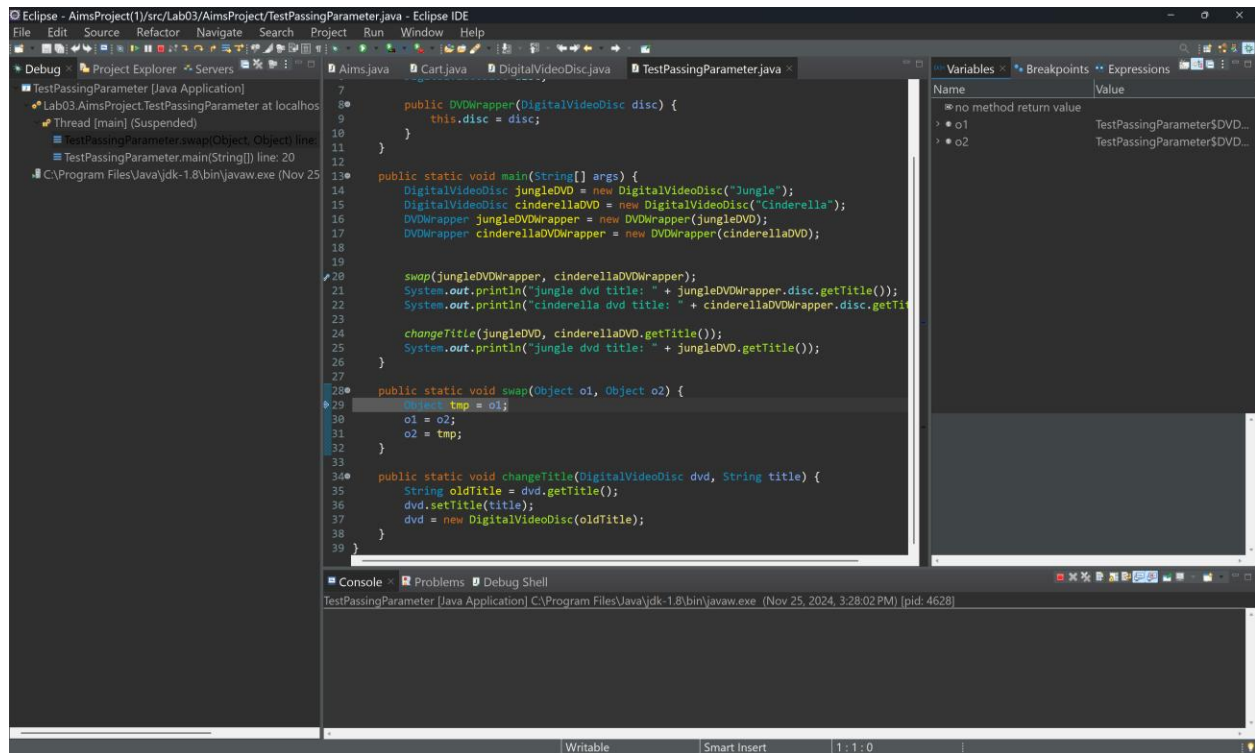 Eclipse - AimsProject(1)/src/Lab03/AimsProject/TestPassingParameter.java - Eclipse IDE
File Edit Source Refactor Navigate Search Project Run Window Help
Debug Project Explorer Servers
TestPassingParameter [Java Application]
Lab03.AimsProject.TestPassingParameter at localhos
Thread [main] (Suspended)
TestPassingParameter.swap(Object, Object) line:
TestPassingParameter.main(String[]) line: 20
C:\Program Files\Java\jdk-1.8\bin\javaw.exe (Nov 25
Aims.java Cart.java DigitalVideoDisc.java TestPassingParameter.java
7
8 public DVDWrapper(DigitalVideoDisc disc) {
9 this.disc = disc;
10 }
11 }
12
13 public static void main(String[] args) {
14 DigitalVideoDisc jungleDVD = new DigitalVideoDisc("Jungle");
15 DigitalVideoDisc cinderellaDVD = new DigitalVideoDisc("Cinderella");
16 DVDWrapper jungleDVDWrapper = new DVDWrapper(jungleDVD);
17 DVDWrapper cinderellaDVDWrapper = new DVDWrapper(cinderellaDVD);
18
19
20 swap(jungleDVDWrapper, cinderellaDVDWrapper);
21 System.out.println("jungle dvd title: " + jungleDVDWrapper.disc.getTitle());
22 System.out.println("cinderella dvd title: " + cinderellaDVDWrapper.disc.getTit
23
24 changeTitle(jungleDVD, cinderellaDVD.getTitle());
25 System.out.println("jungle dvd title: " + jungleDVD.getTitle());
26 }
27
28 public static void swap(Object o1, Object o2) {
29 Object tmp = o1;
30 o1 = o2;
31 o2 = tmp;
32 }
33
34 public static void changeTitle(DigitalVideoDisc dvd, String title) {
35 String oldTitle = dvd.getTitle();
36 dvd.setTitle(title);
37 dvd = new DigitalVideoDisc(oldTitle);
38 }
39 }
Variables Breakpoints Expressions
Name Value
no method return value
o1 TestPassingParameter$DVD...
o2 TestPassingParameter$DVD...
Console Problems Debug Shell
TestPassingParameter [Java Application] C:\Program Files\Java\jdk-1.8\bin\javaw.exe (Nov 25, 2024, 3:28:02 PM) [pid: 4628]
Writable Smart Insert 1 : 1 : 0